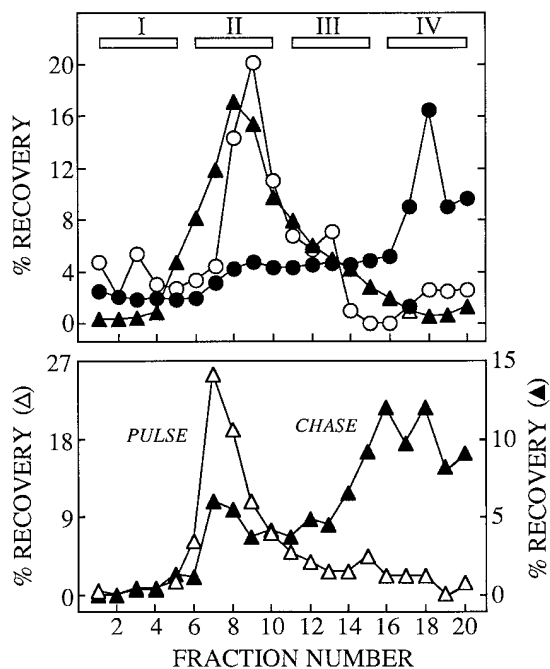 I II III IV
20
16
12
8
4
0
% RECOVERY
27
18
9
0
% RECOVERY (△)
PULSE CHASE
15
10
5
0
% RECOVERY (▲)
2 4 6 8 10 12 14 16 18 20
FRACTION NUMBER